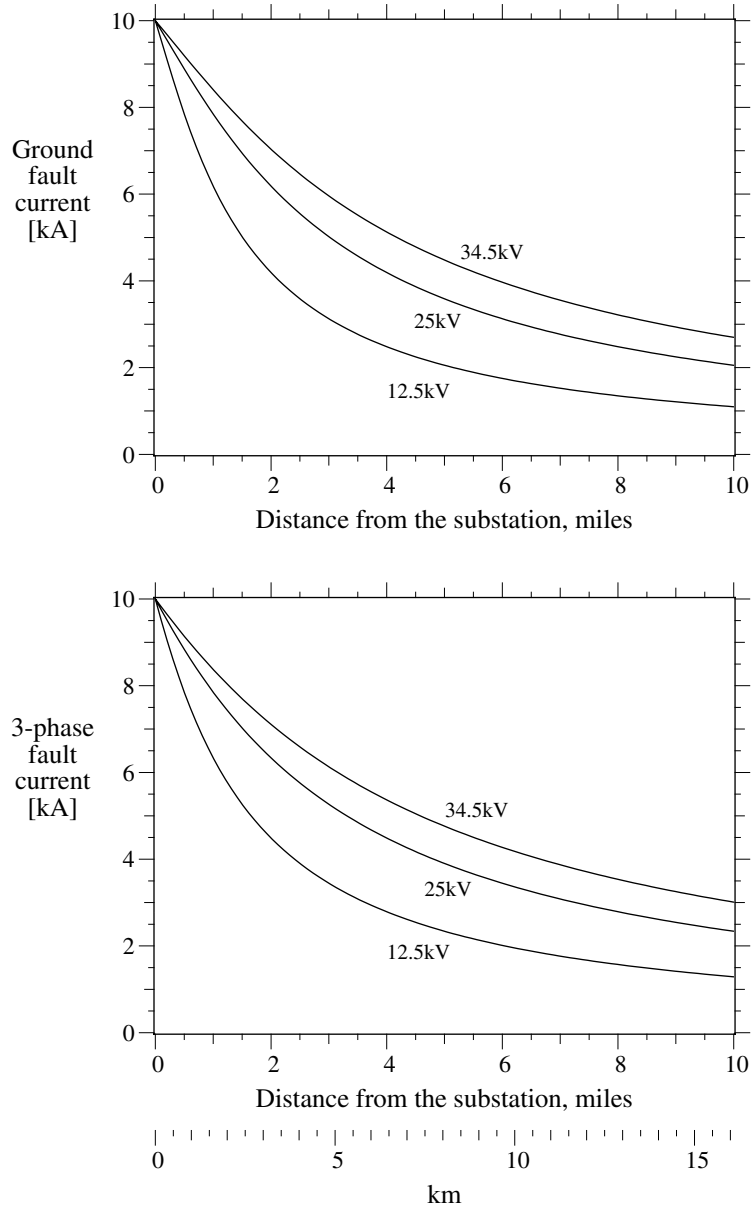 10
8
6
4
2
0
Ground
fault
current
[kA]
34.5kV
25kV
12.5kV
0 2 4 6 8 10
Distance from the substation, miles
10
8
6
4
2
0
3-phase
fault
current
[kA]
34.5kV
25kV
12.5kV
0 2 4 6 8 10
Distance from the substation, miles
0 5 10 15
km